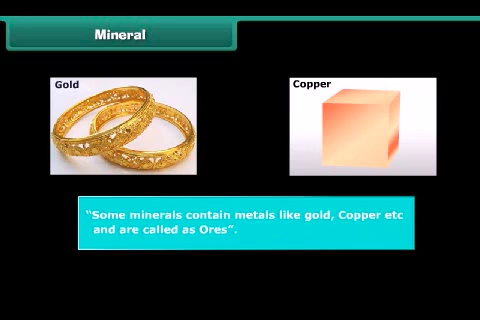 Mineral
Gold
Copper
“Some minerals contain metals like gold, Copper etc
and are called as Ores”.